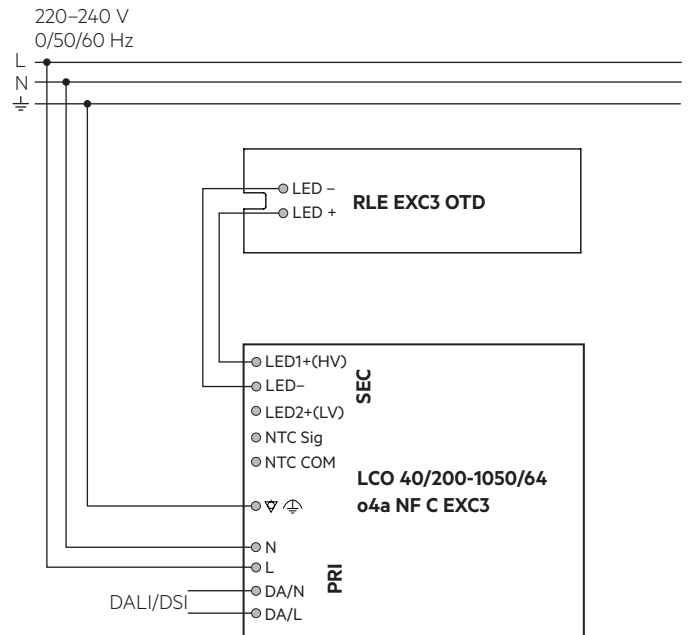 220–240 V
0/50/60 Hz
L
N
LED –
LED +
RLE EXC3 OTD
LED1+(HV)
LED–
LED2+(LV)
NTC Sig
NTC COM
SEC
LCO 40/200-1050/64
o4a NF C EXC3
N
L
DA/N
DA/L
PRI
DALI/DSI